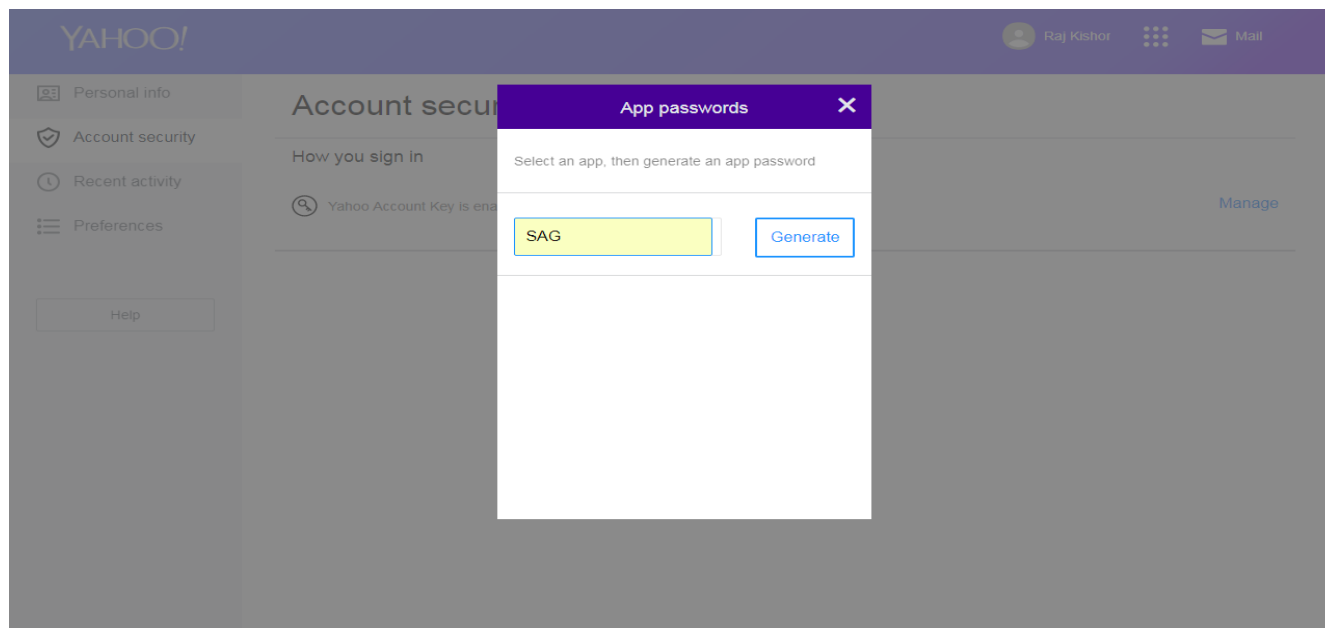 YAHOO!
Raj Kishor
Mail
Personal info
Account security
Recent activity
Preferences
Help
Account secur
How you sign in
Yahoo Account Key is ena
Manage
App passwords
Select an app, then generate an app password
SAG
Generate